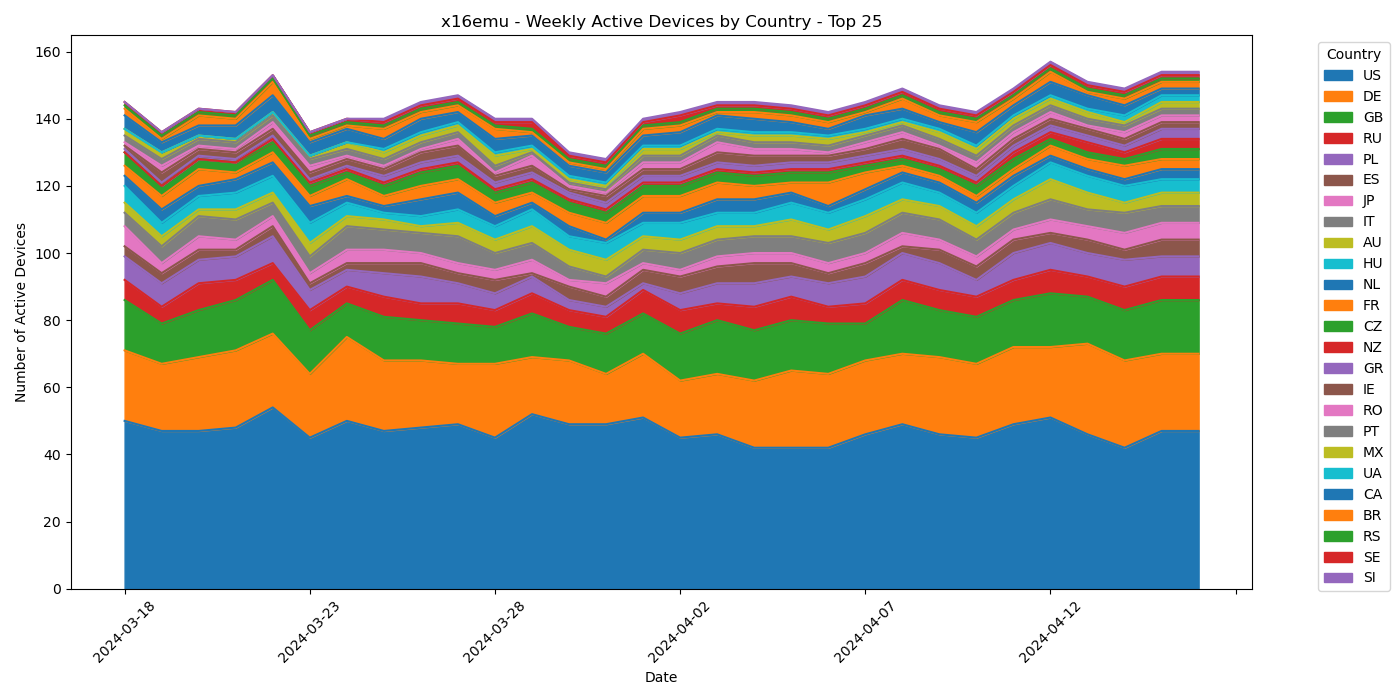 x16emu - Weekly Active Devices by Country - Top 25
160
140
120
100
80
60
40
20
0
Number of Active Devices
2024-03-18
2024-03-23
2024-03-28
2024-04-02
2024-04-07
2024-04-12
Date
Country
US
DE
GB
RU
PL
ES
JP
IT
AU
HU
NL
FR
CZ
NZ
GR
IE
RO
PT
MX
UA
CA
BR
RS
SE
SI